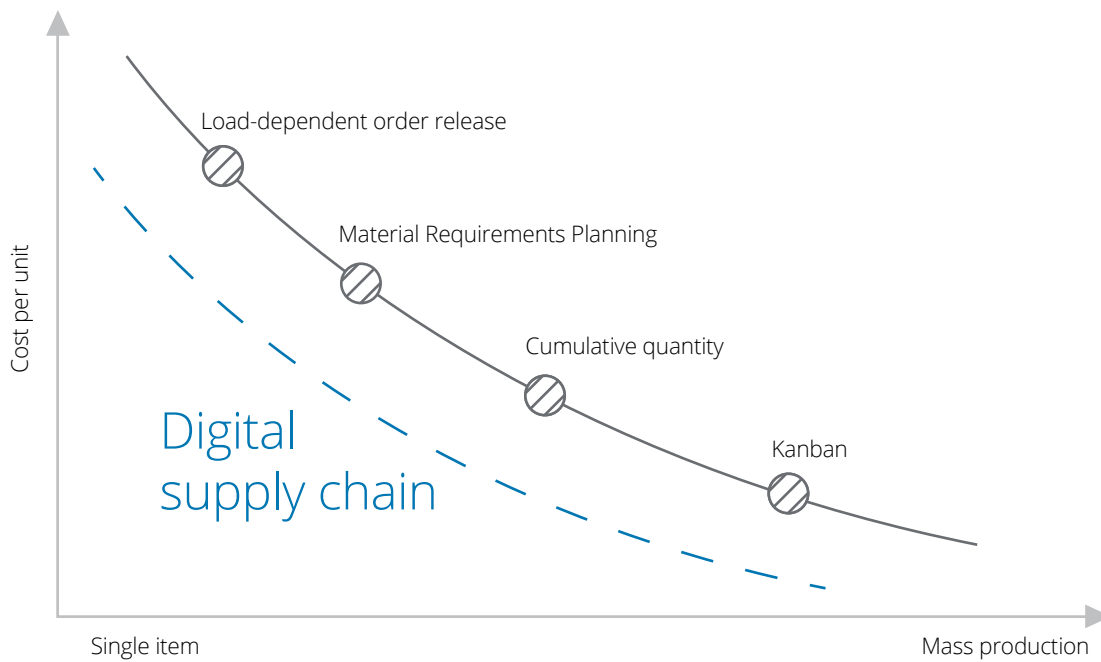 Load-dependent order release
Material Requirements Planning
Cost per unit
Cumulative quantity
Digital
supply chain
Kanban
Single item
Mass production